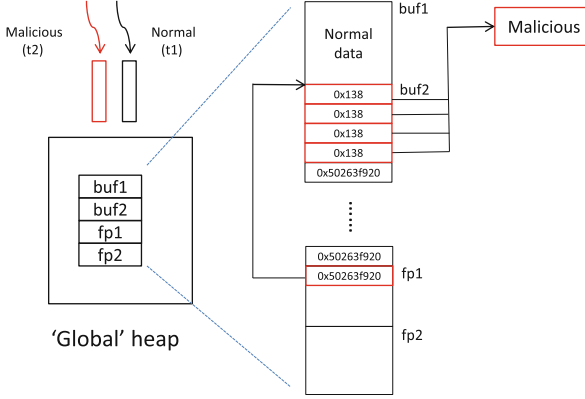 Malicious
(t2)
Normal
(t1)
buf1
buf2
fp1
fp2
'Global' heap
buf1
Normal
data
buf2
0x138
0x138
0x138
0x138
0x50263f920
0x50263f920
0x50263f920
fp1
fp2
Malicious